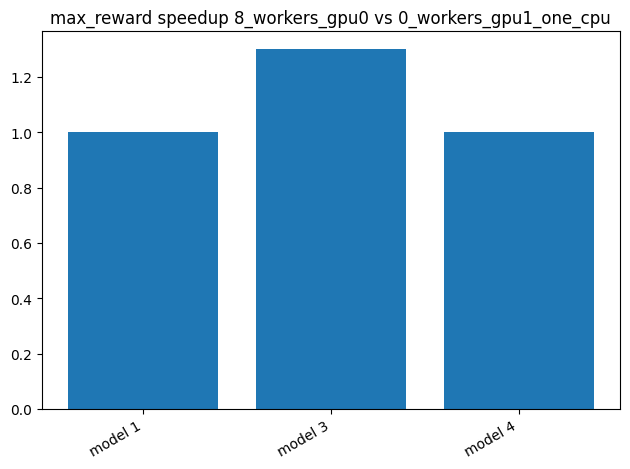 max_reward speedup 8_workers_gpu0 vs 0_workers_gpu1_one_cpu
1.2
1.0
0.8
0.6
0.4
0.2
0.0
model 1
model 3
model 4